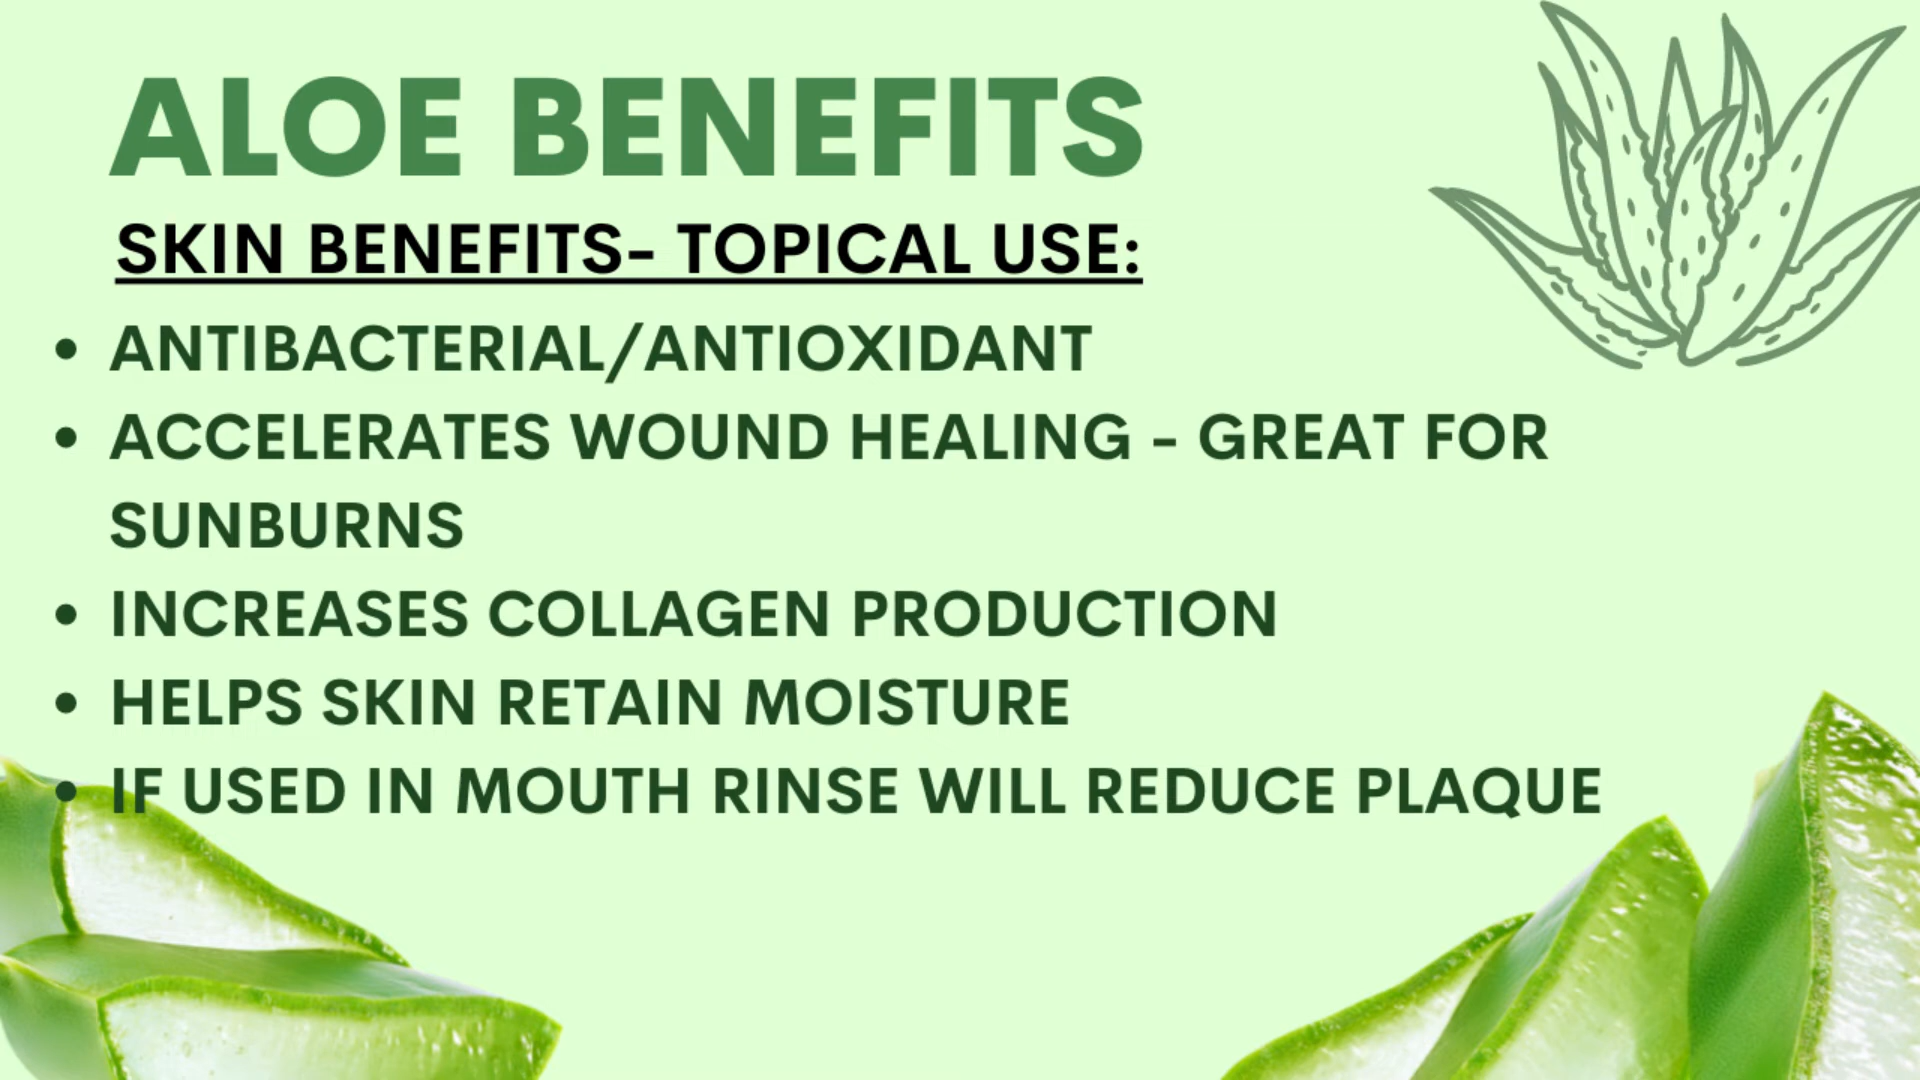 ALOE BENEFITS
SKIN BENEFITS- TOPICAL USE:
• ANTIBACTERIAL/ANTIOXIDANT
• ACCELERATES WOUND HEALING - GREAT FOR
SUNBURNS
• INCREASES COLLAGEN PRODUCTION
• HELPS SKIN RETAIN MOISTURE
• IF USED IN MOUTH RINSE WILL REDUCE PLAQUE